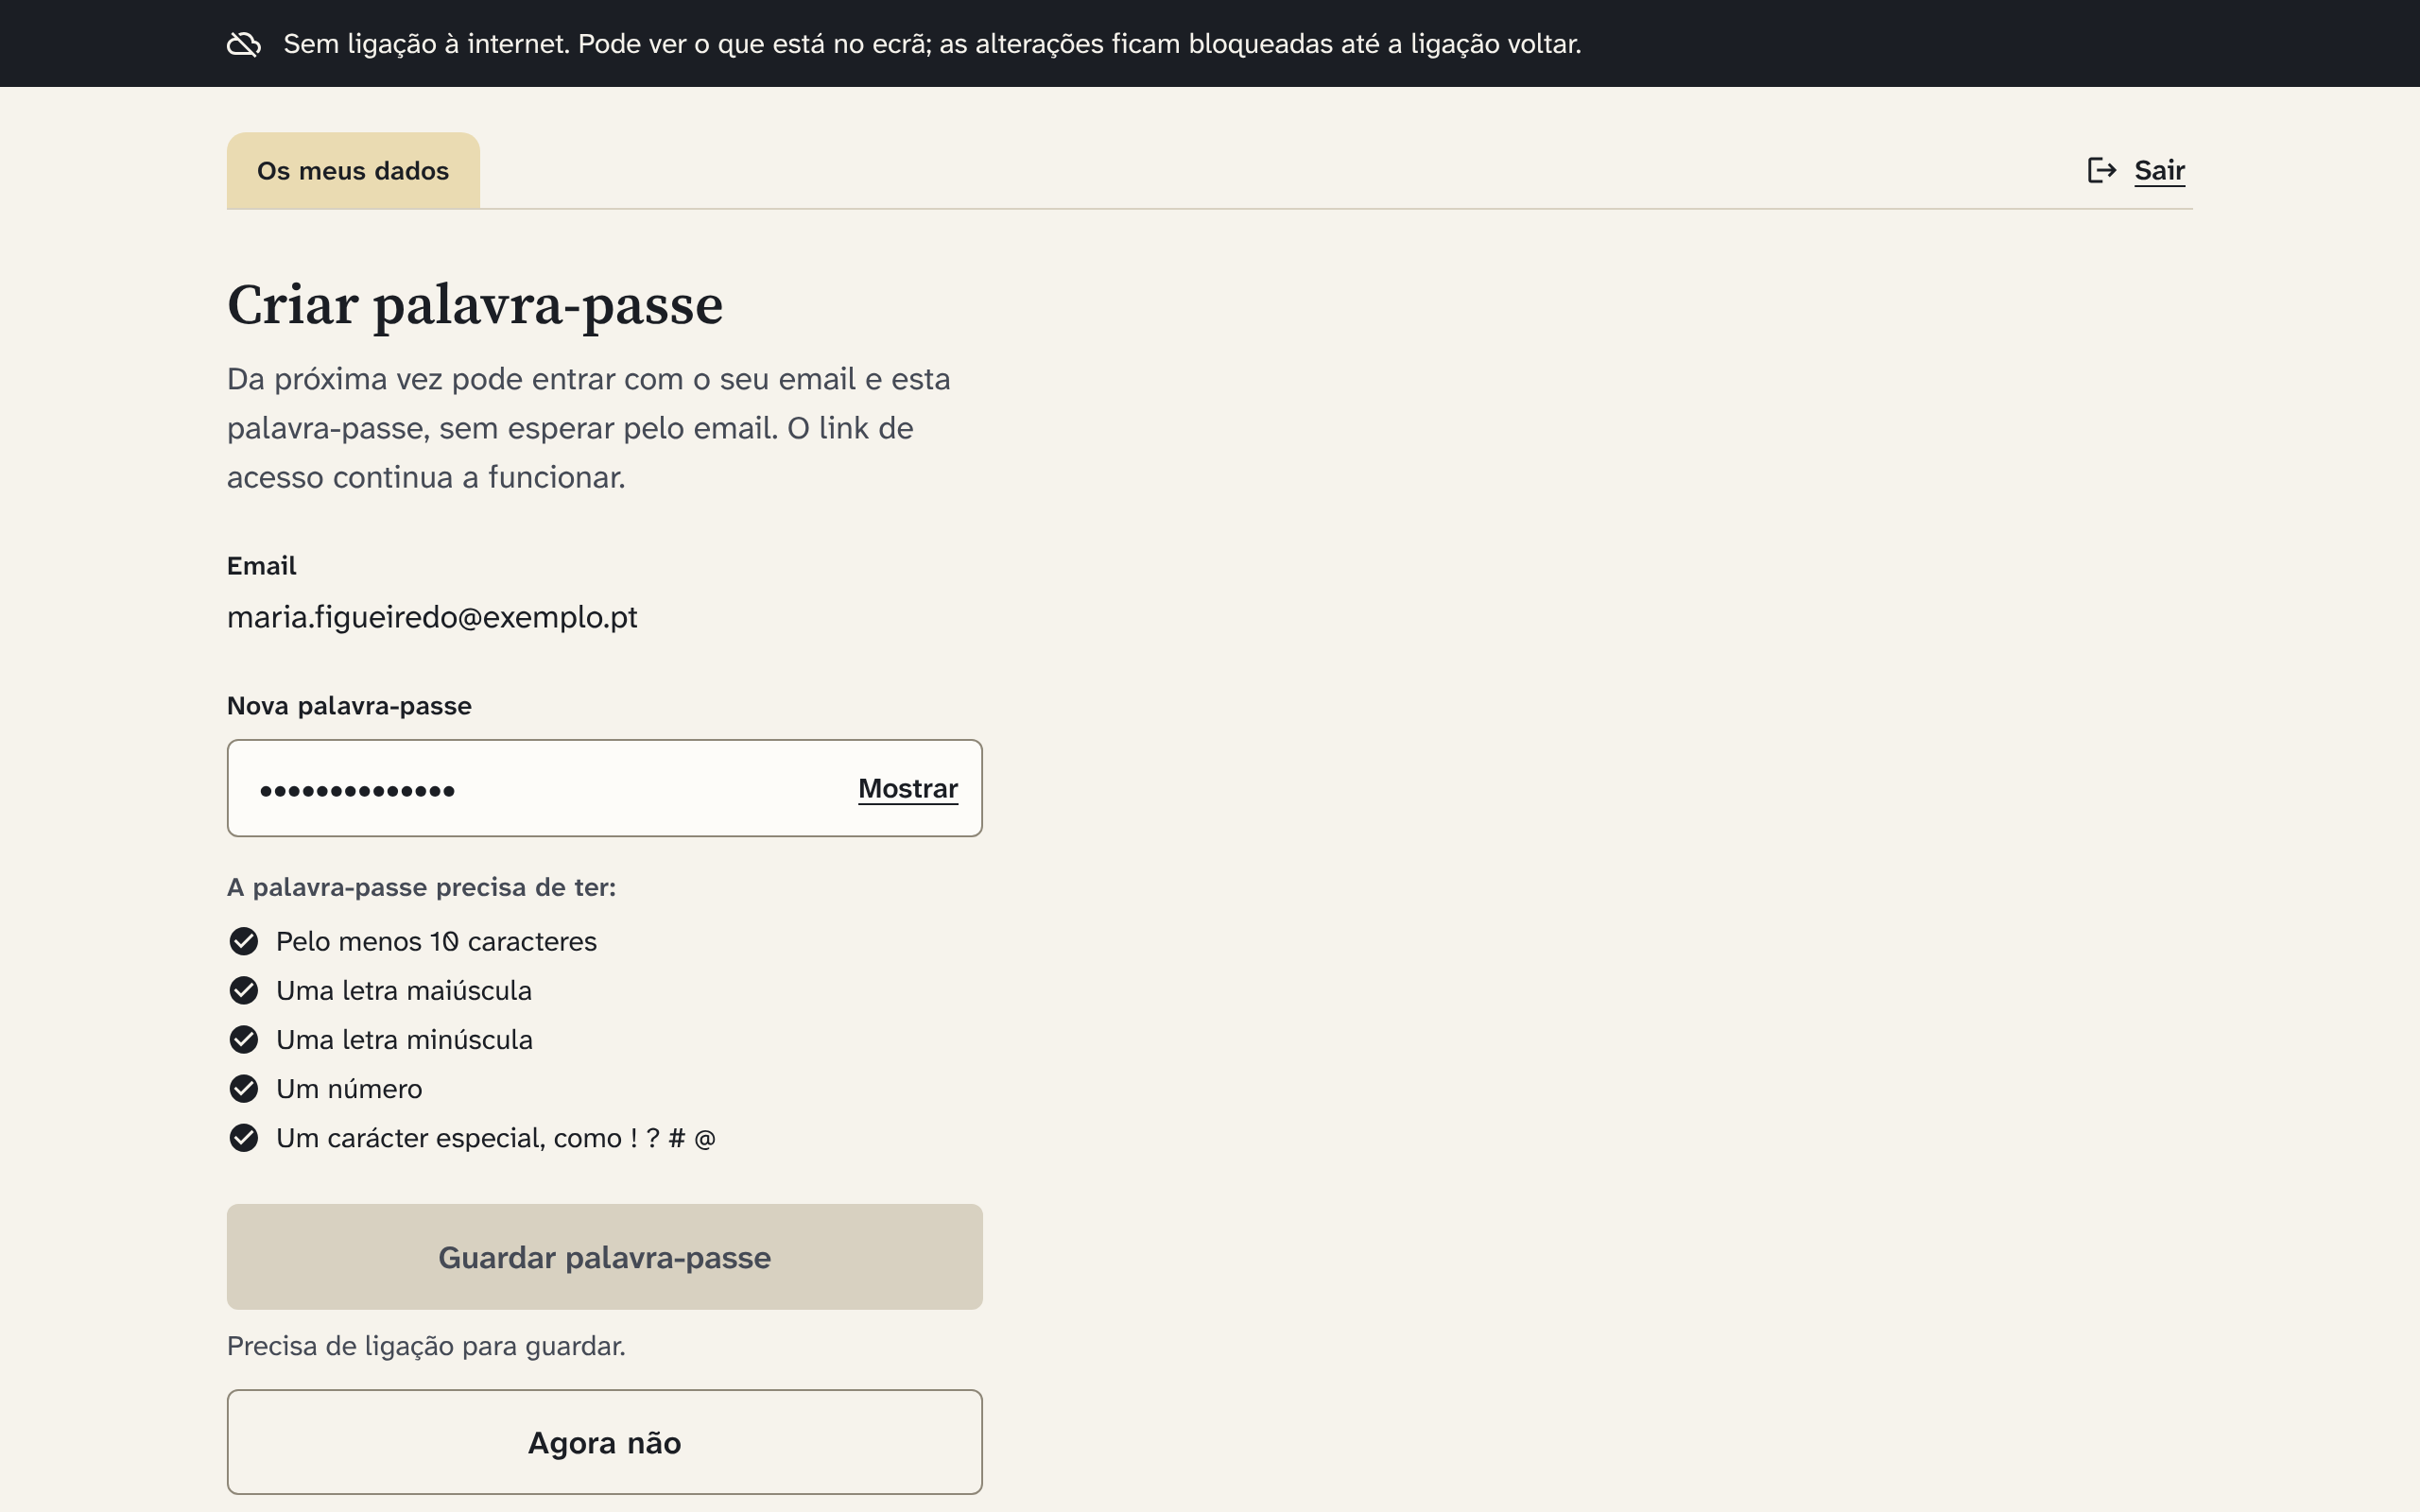 Sem ligação à internet. Pode ver o que está no ecrã; as alterações ficam bloqueadas até a ligação voltar.
Os meus dados
Sair
Criar palavra-passe
Da próxima vez pode entrar com o seu email e esta
palavra-passe, sem esperar pelo email. O link de
acesso continua a funcionar.
Email
maria.figueiredo@exemplo.pt
Nova palavra-passe
••••••••••••••
Mostrar
A palavra-passe precisa de ter:
Pelo menos 10 caracteres
Uma letra maiúscula
Uma letra minúscula
Um número
Um carácter especial, como ! ? # @
Guardar palavra-passe
Precisa de ligação para guardar.
Agora não